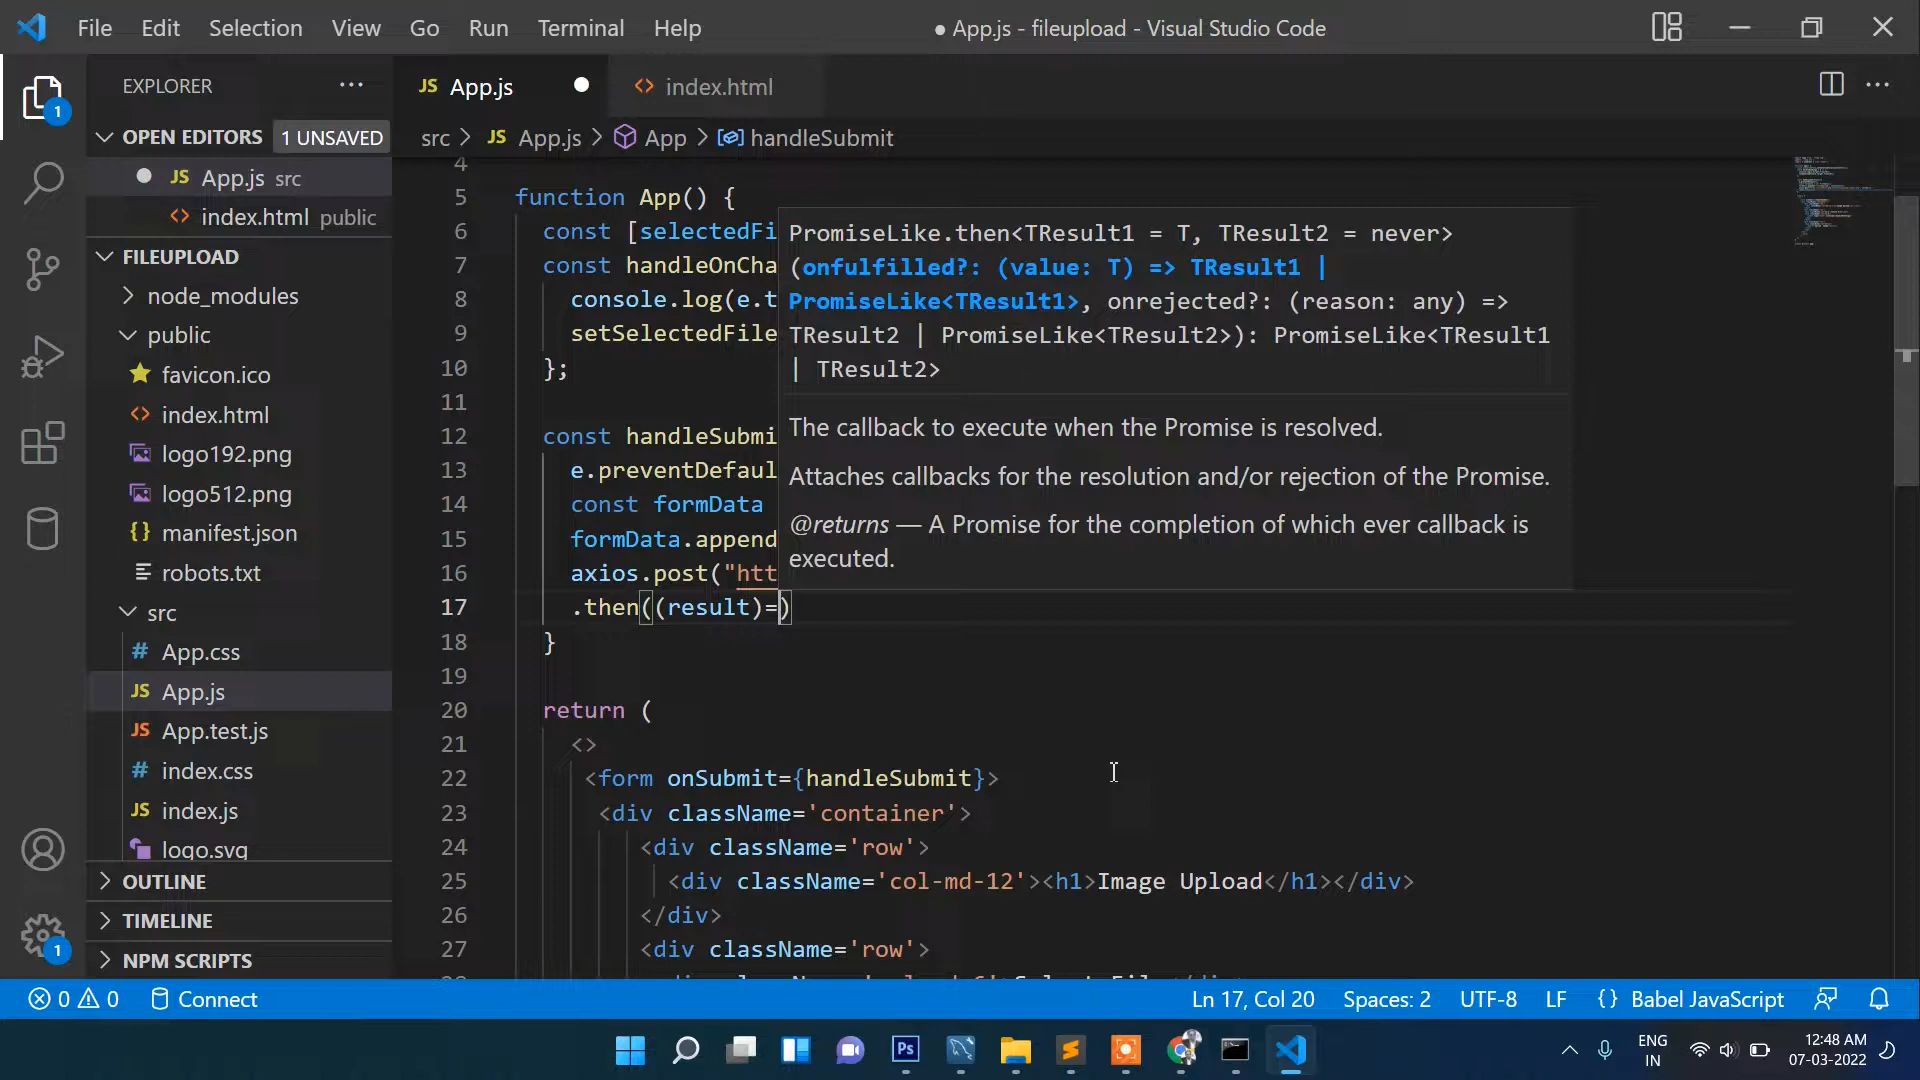 File Edit Selection View Go Run Terminal Help
● App.js - fileupload - Visual Studio Code
EXPLORER
JS App.js
index.html
1
OPEN EDITORS 1 UNSAVED
src > JS App.js > App > handleSubmit
JS App.js src
index.html public
FILEUPLOAD
node_modules
public
favicon.ico
index.html
logo192.png
logo512.png
manifest.json
robots.txt
src
# App.css
JS App.js
JS App.test.js
# index.css
JS index.js
logo.svg
OUTLINE
TIMELINE
NPM SCRIPTS
1
4
5 function App() {
6 const [selectedFi
7 const handleOnCha
8 console.log(e.t
9 setSelectedFile
10 };
11
12 const handleSubmi
13 e.preventDefaul
14 const formData
15 formData.append
16 axios.post("htt
17 .then((result)=)
18 }
19
20 return (
21 <>
22 <form onSubmit={handleSubmit}>
23 <div className='container'>
24 <div className='row'>
25 <div className='col-md-12'><h1>Image Upload</h1></div>
26 </div>
27 <div className='row'>
PromiseLike.then<TResult1 = T, TResult2 = never>
(onfulfilled?: (value: T) => TResult1 |
PromiseLike<TResult1>, onrejected?: (reason: any) =>
TResult2 | PromiseLike<TResult2>): PromiseLike<TResult1
| TResult2>
The callback to execute when the Promise is resolved.
Attaches callbacks for the resolution and/or rejection of the Promise.
@returns — A Promise for the completion of which ever callback is
executed.
0 0 Connect
Ln 17, Col 20 Spaces: 2 UTF-8 LF {} Babel JavaScript
Ps
ENG
IN
12:48 AM
07-03-2022